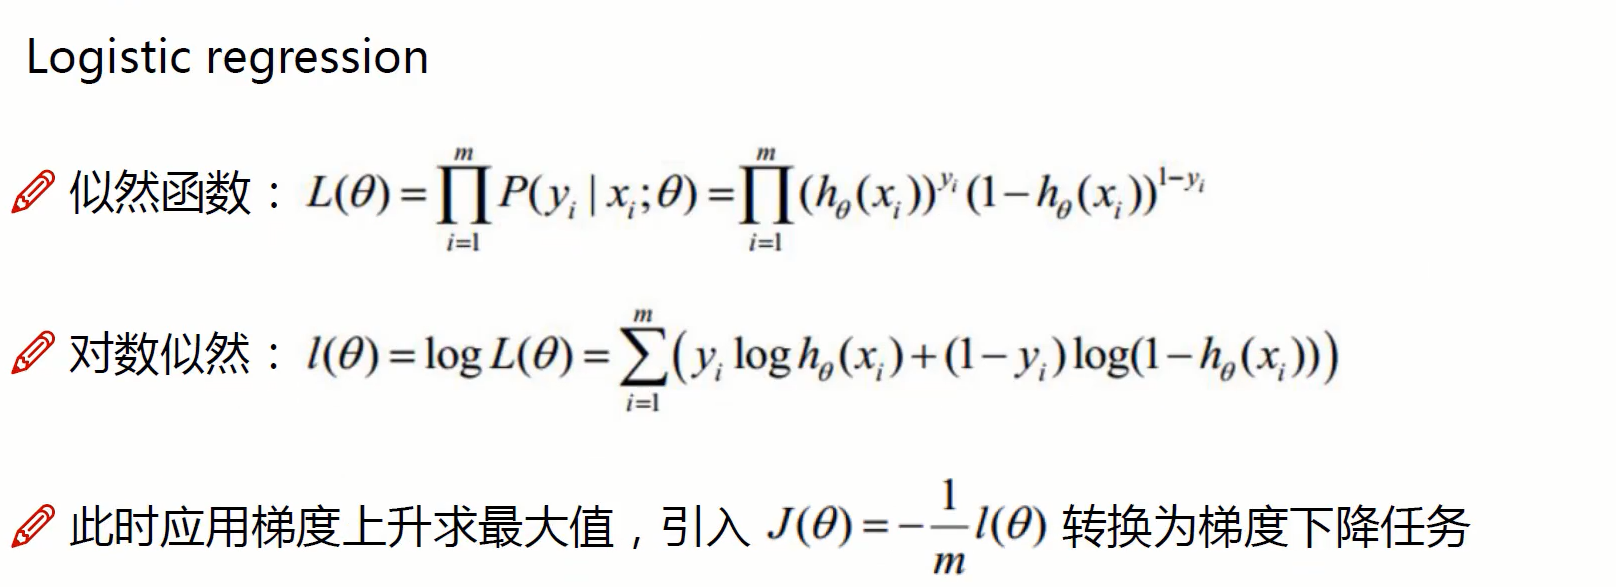 Logistic regression
似然函数： L(θ) = ∏_{i=1}^{m} P(y_i | x_i; θ) = ∏_{i=1}^{m} (h_θ(x_i))^{y_i} (1 − h_θ(x_i))^{1−y_i}
对数似然： l(θ) = log L(θ) = ∑_{i=1}^{m} (y_i log h_θ(x_i) + (1 − y_i) log(1 − h_θ(x_i)))
此时应用梯度上升求最大值，引入 J(θ) = −\frac{1}{m} l(θ) 转换为梯度下降任务